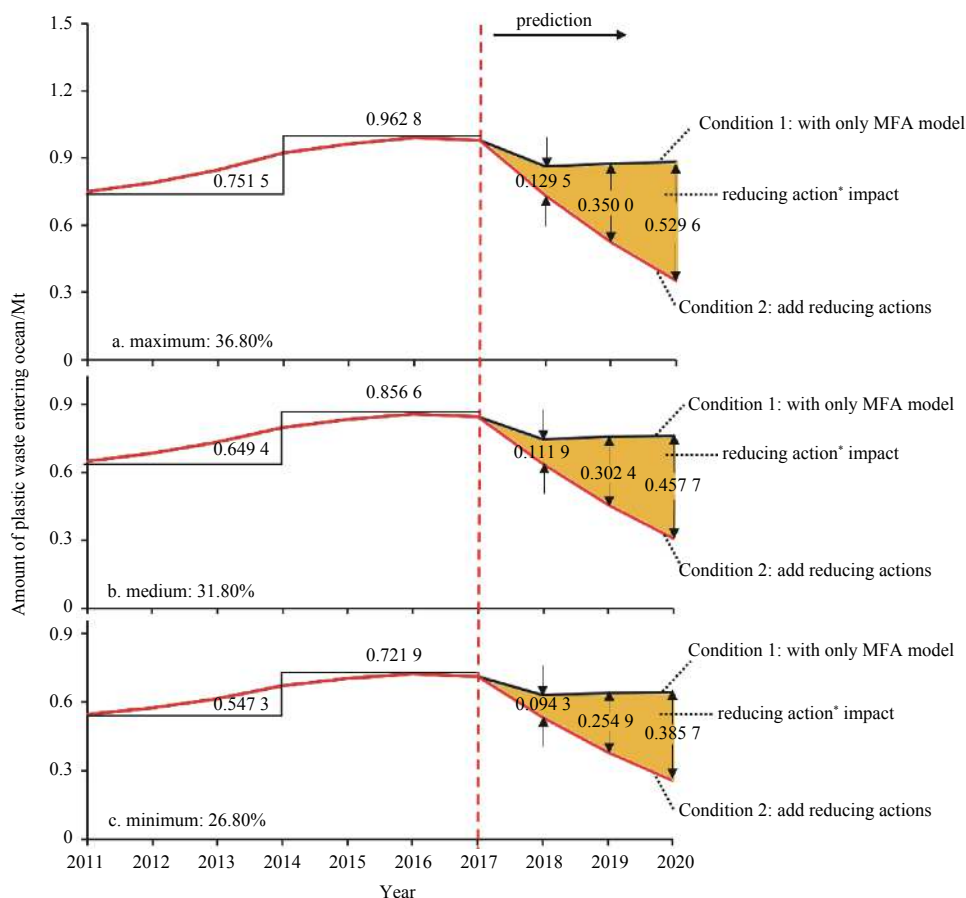 prediction
1.5
1.2
0.9
0.6
0.3
0
0.962 8
0.751 5
0.129 5
0.350 0
0.529 6
Condition 1: with only MFA model
reducing action* impact
Condition 2: add reducing actions
a. maximum: 36.80%
Amount of plastic waste entering ocean/Mt
0.9
0.6
0.3
0
0.856 6
0.649 4
0.111 9
0.302 4
0.457 7
Condition 1: with only MFA model
reducing action* impact
Condition 2: add reducing actions
b. medium: 31.80%
0.9
0.6
0.3
0
0.721 9
0.547 3
0.094 3
0.254 9
0.385 7
Condition 1: with only MFA model
reducing action* impact
Condition 2: add reducing actions
c. minimum: 26.80%
2011 2012 2013 2014 2015 2016 2017 2018 2019 2020
Year